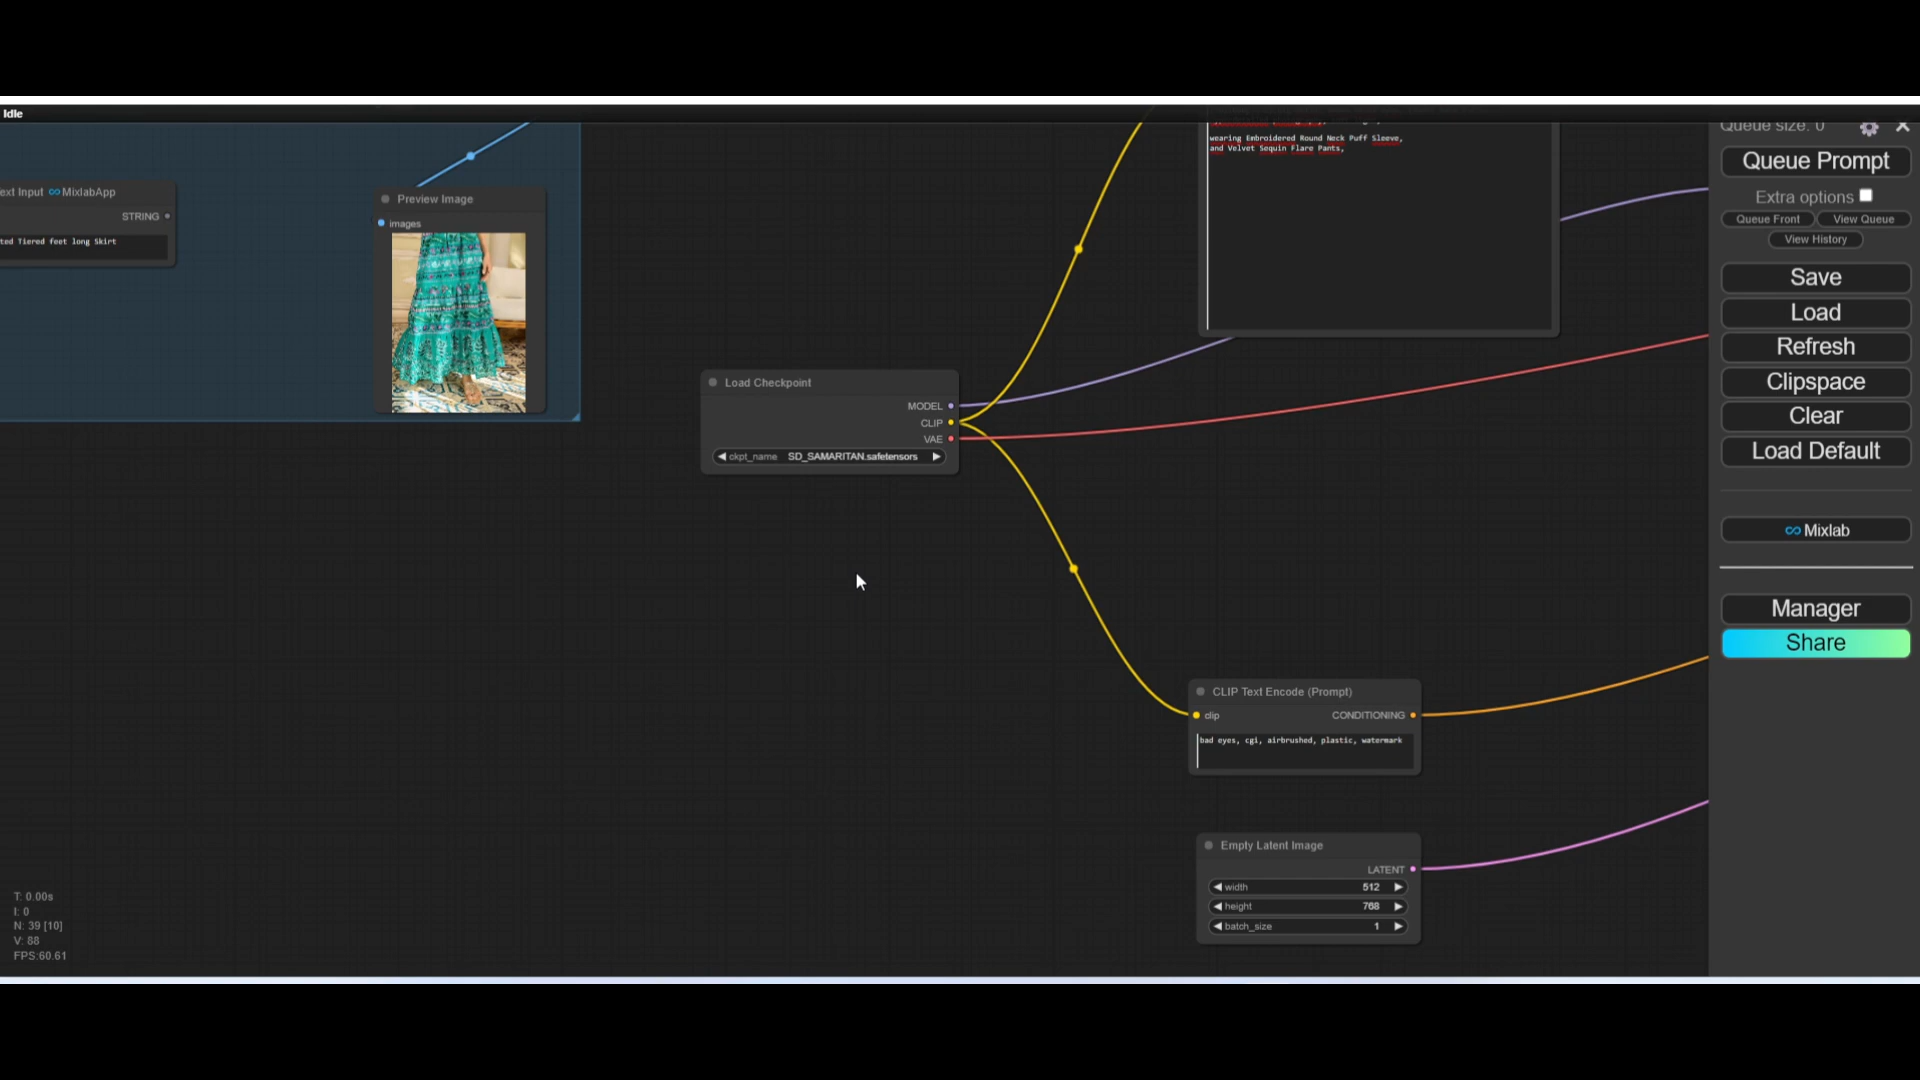 Idle
ext Input ∞ MixlabApp
STRING
ted Tiered feet long Skirt
Preview Image
images
Load Checkpoint
MODEL
CLIP
VAE
ckpt_name SD_SAMARITAN.safetensors
wearing Embroidered Round Neck Puff Sleeve,
and Velvet Sequin Flare Pants,
CLIP Text Encode (Prompt)
clip CONDITIONING
bad eyes, cgi, airbrushed, plastic, watermark
Empty Latent Image
LATENT
width 512
height 768
batch_size 1
Queue size: 0
Queue Prompt
Extra options
Queue Front View Queue
View History
Save
Load
Refresh
Clipspace
Clear
Load Default
∞ Mixlab
Manager
Share
T: 0.00s
I: 0
N: 39 [10]
V: 88
FPS:60.61